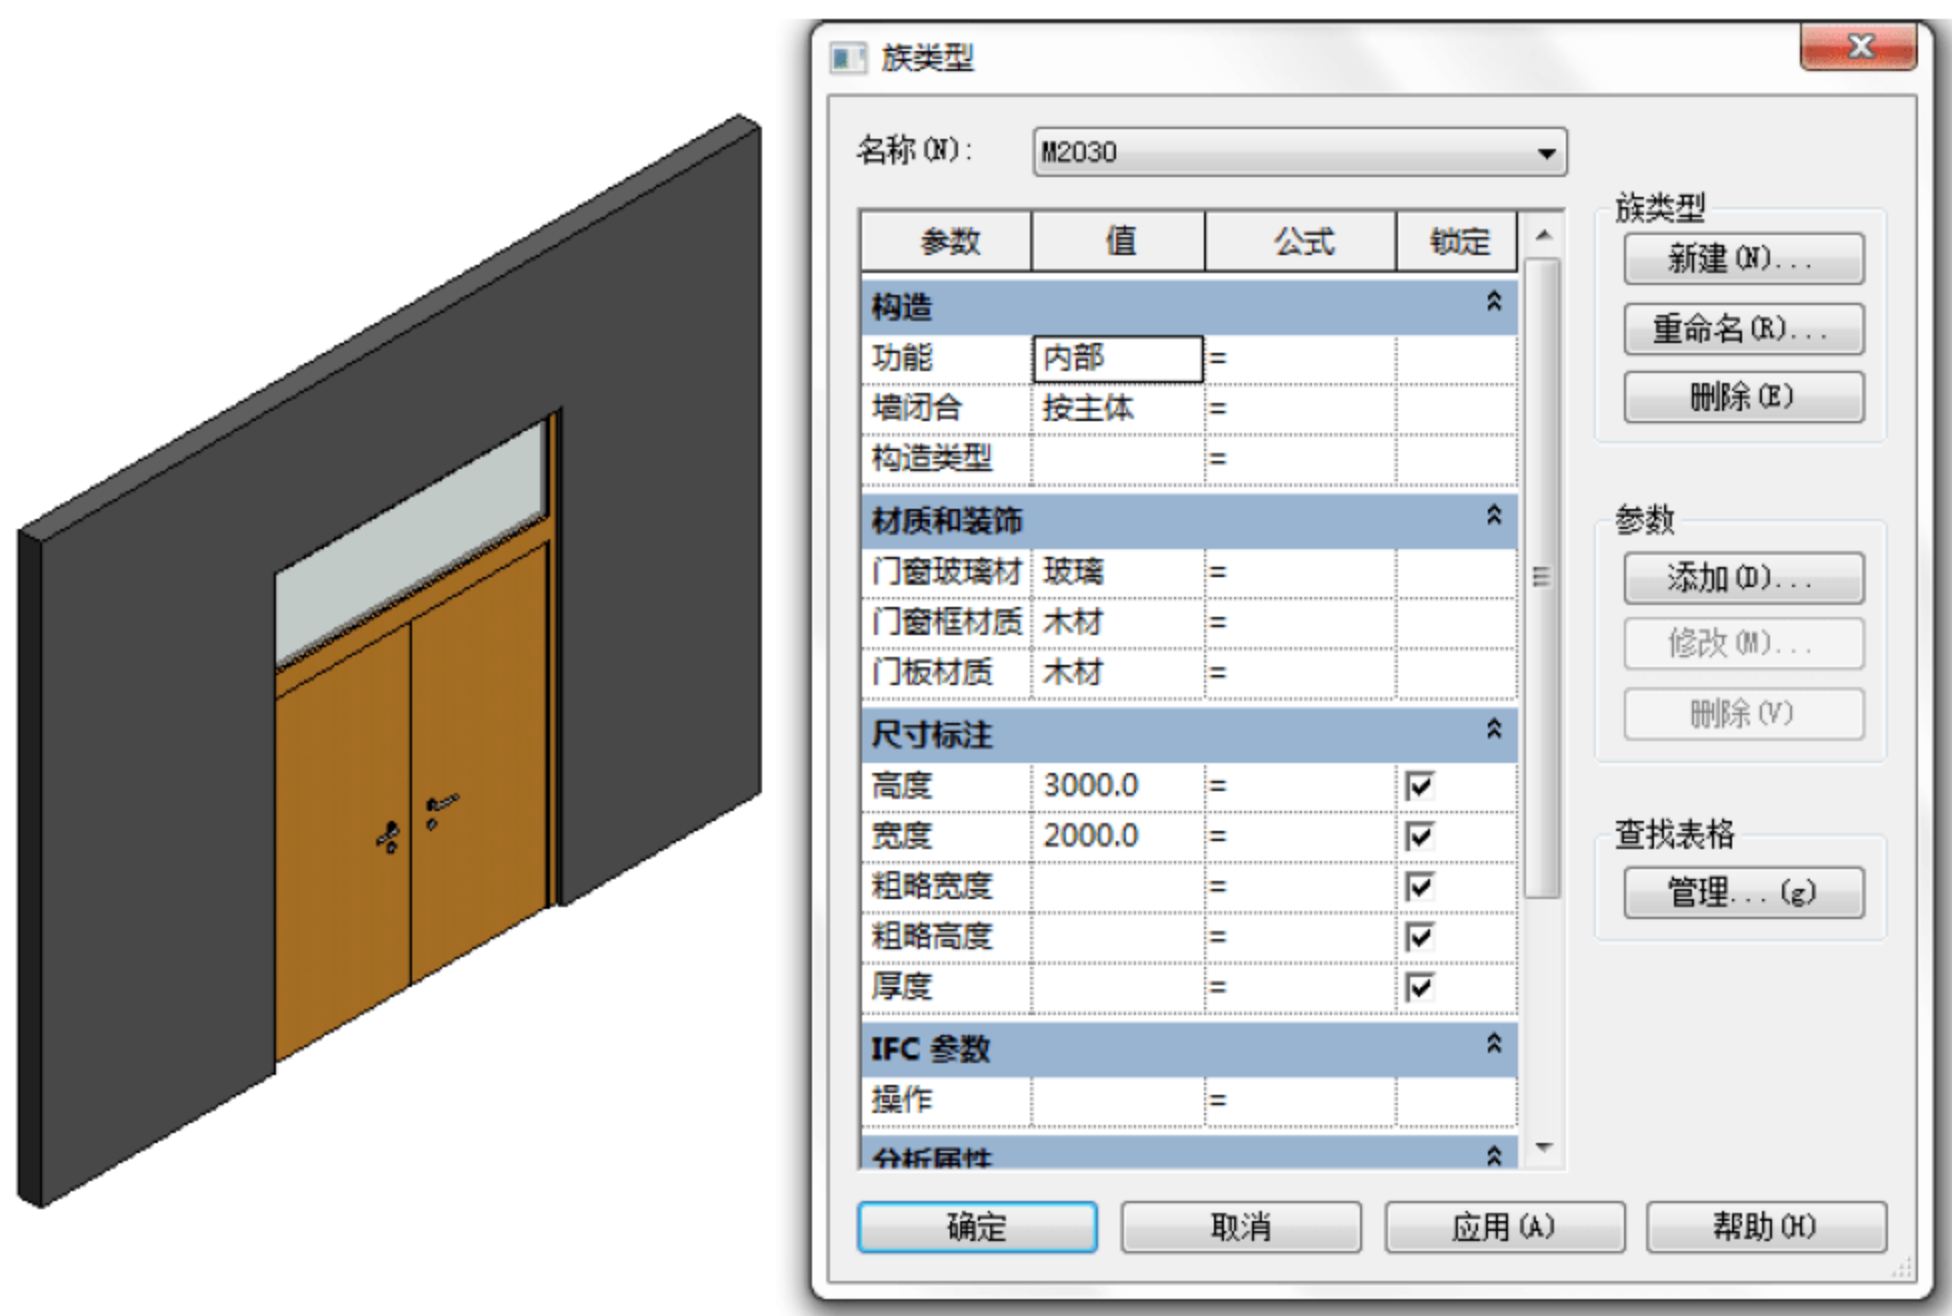 族类型
名称(N):
M2030
参数 值 公式 锁定
构造
功能 内部 =
墙闭合 按主体 =
构造类型 =
材质和装饰
门窗玻璃材 玻璃 =
门窗框材质 木材 =
门板材质 木材 =
尺寸标注
高度 3000.0 =
宽度 2000.0 =
粗略宽度 =
粗略高度 =
厚度 =
IFC 参数
操作 =
分析属性
族类型
新建(N)...
重命名(R)...
删除(E)
参数
添加(D)...
修改(M)...
删除(V)
查找表格
管理...(g)
确定 取消 应用(A) 帮助(H)